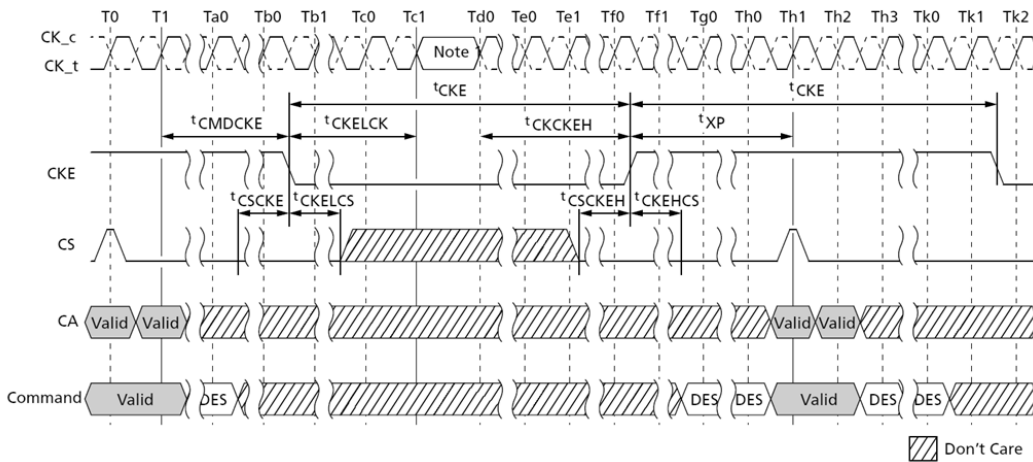 T0 T1 Ta0 Tb0 Tb1 Tc0 Tc1 Td0 Te0 Te1 Tf0 Tf1 Tg0 Th0 Th1 Th2 Th3 Tk0 Tk1 Tk2
CK_c
Note 1
CK_t
tCKE tCKE
tCMDCKE tCKELCK tCKCKEH tXP
CKE
tCSCKE tCKELCS tCSCKEH tCKEHCS
CS
CA Valid Valid Valid Valid
Command Valid DES DES DES Valid DES DES
Don't Care